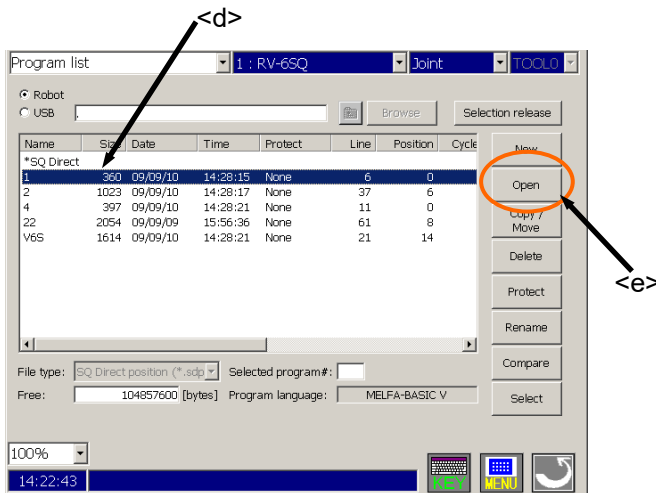 <d>
Program list 1 : RV-6SQ Joint TOOL0
Robot
USB . Browse Selection release
Name Size Date Time Protect Line Position Cycle
*SQ Direct
1 360 09/09/10 14:28:15 None 6 0
2 1023 09/09/10 14:28:17 None 37 6
4 397 09/09/10 14:28:21 None 11 0
22 2054 09/09/09 15:56:36 None 61 8
V6S 1614 09/09/10 14:28:21 None 21 14
New
Open
Copy /
Move
<e>
Delete
Protect
Rename
Compare
Select
File type: SQ Direct position (*.sdp Selected program#:
Free: 104857600 [bytes] Program language: MELFA-BASIC V
100%
14:22:43 KEY MENU